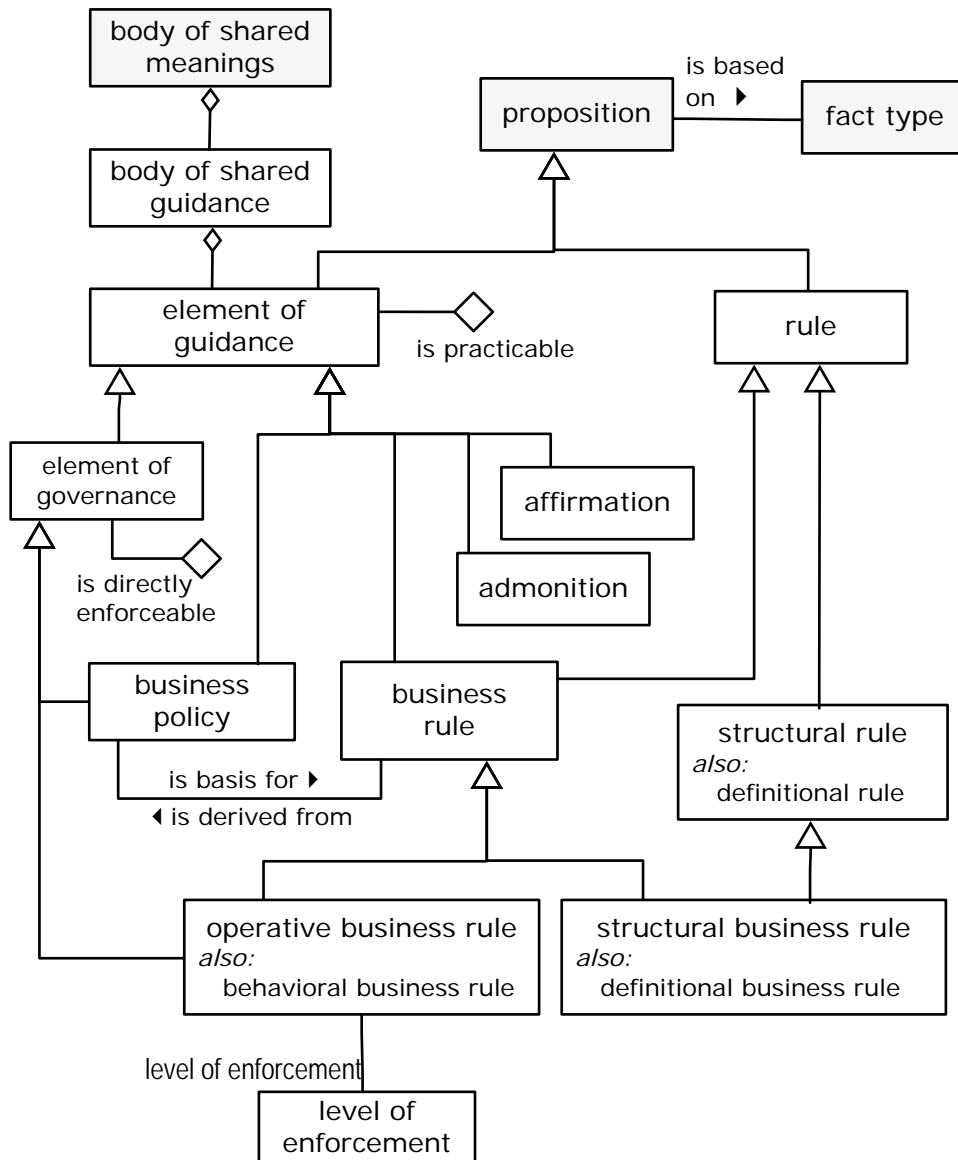 body of shared
meanings
is based
on ▶
proposition
fact type
body of shared
guidance
element of
guidance
is practicable
rule
element of
governance
affirmation
is directly
enforceable
admonition
business
policy
business
rule
structural rule
also:
definitional rule
is basis for ▶
◀ is derived from
operative business rule
also:
behavioral business rule
structural business rule
also:
definitional business rule
level of enforcement
level of
enforcement